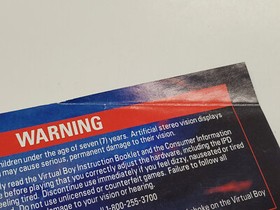 WARNING
children under the age of seven (7) years. Artificial stereo vision displays
may cause serious, permanent damage to their vision.
read the Virtual Boy Instruction Booklet and the Consumer Information
before playing that you correctly adjust the hardware, including the IPD
feeling tired. Discontinue use immediately if you feel dizzy, nauseated or tired
Do not use unlicensed or counterfeit games. Failure to follow all
damage to your vision or hearing.
1-800-255-3700
choke on the Virtual Boy